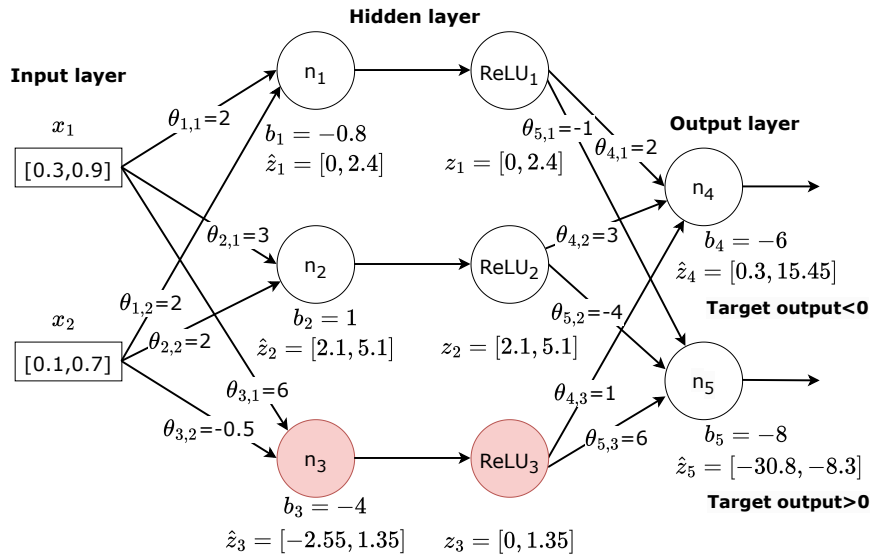 Hidden layer
Input layer
n₁
ReLU₁
x₁
θ₁,₁=2
b₁ = −0.8
θ₅,₁=-1
Output layer
[0.3,0.9]
ẑ₁ = [0, 2.4]
z₁ = [0, 2.4]
θ₄,₁=2
n₄
θ₂,₁=3
θ₄,₂=3
b₄ = −6
n₂
ReLU₂
ẑ₄ = [0.3, 15.45]
θ₁,₂=2
Target output<0
x₂
b₂ = 1
θ₅,₂=-4
θ₂,₂=2
ẑ₂ = [2.1, 5.1]
z₂ = [2.1, 5.1]
[0.1,0.7]
n₅
θ₃,₁=6
θ₄,₃=1
θ₃,₂=-0.5
θ₅,₃=6
b₅ = −8
n₃
ReLU₃
ẑ₅ = [−30.8, −8.3]
b₃ = −4
Target output>0
ẑ₃ = [−2.55, 1.35]
z₃ = [0, 1.35]